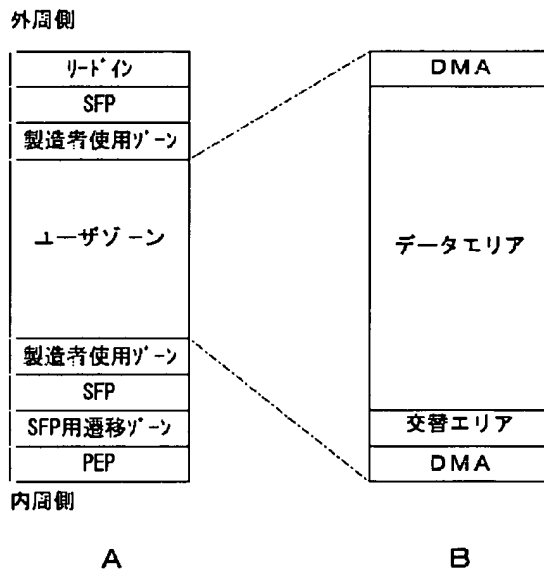 外周側
リードイン
SFP
製造者使用ゾーン
ユーザゾーン
製造者使用ゾーン
SFP
SFP用遷移ゾーン
PEP
内周側
A
DMA
データエリア
交替エリア
DMA
B